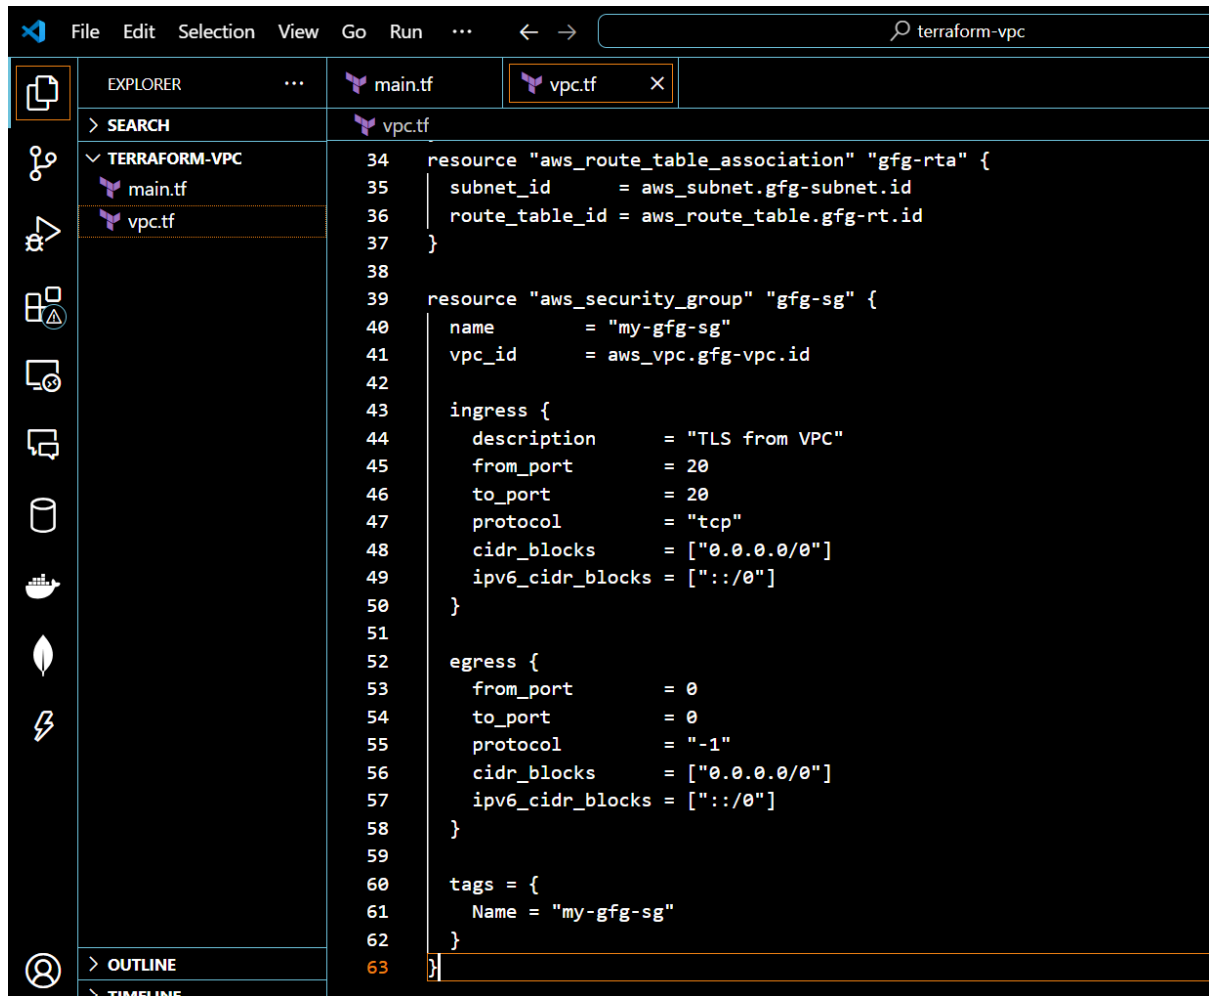 File Edit Selection View Go Run ··· ← → terraform-vpc
EXPLORER ···
main.tf
vpc.tf ×
> SEARCH
vpc.tf
TERRAFORM-VPC
main.tf
vpc.tf
34 resource "aws_route_table_association" "gfg-rta" {
35   subnet_id      = aws_subnet.gfg-subnet.id
36   route_table_id = aws_route_table.gfg-rt.id
37 }
38
39 resource "aws_security_group" "gfg-sg" {
40   name        = "my-gfg-sg"
41   vpc_id      = aws_vpc.gfg-vpc.id
42
43   ingress {
44     description      = "TLS from VPC"
45     from_port        = 20
46     to_port          = 20
47     protocol         = "tcp"
48     cidr_blocks      = ["0.0.0.0/0"]
49     ipv6_cidr_blocks = ["::/0"]
50   }
51
52   egress {
53     from_port        = 0
54     to_port          = 0
55     protocol         = "-1"
56     cidr_blocks      = ["0.0.0.0/0"]
57     ipv6_cidr_blocks = ["::/0"]
58   }
59
60   tags = {
61     Name = "my-gfg-sg"
62   }
63 }
> OUTLINE
> TIMELINE